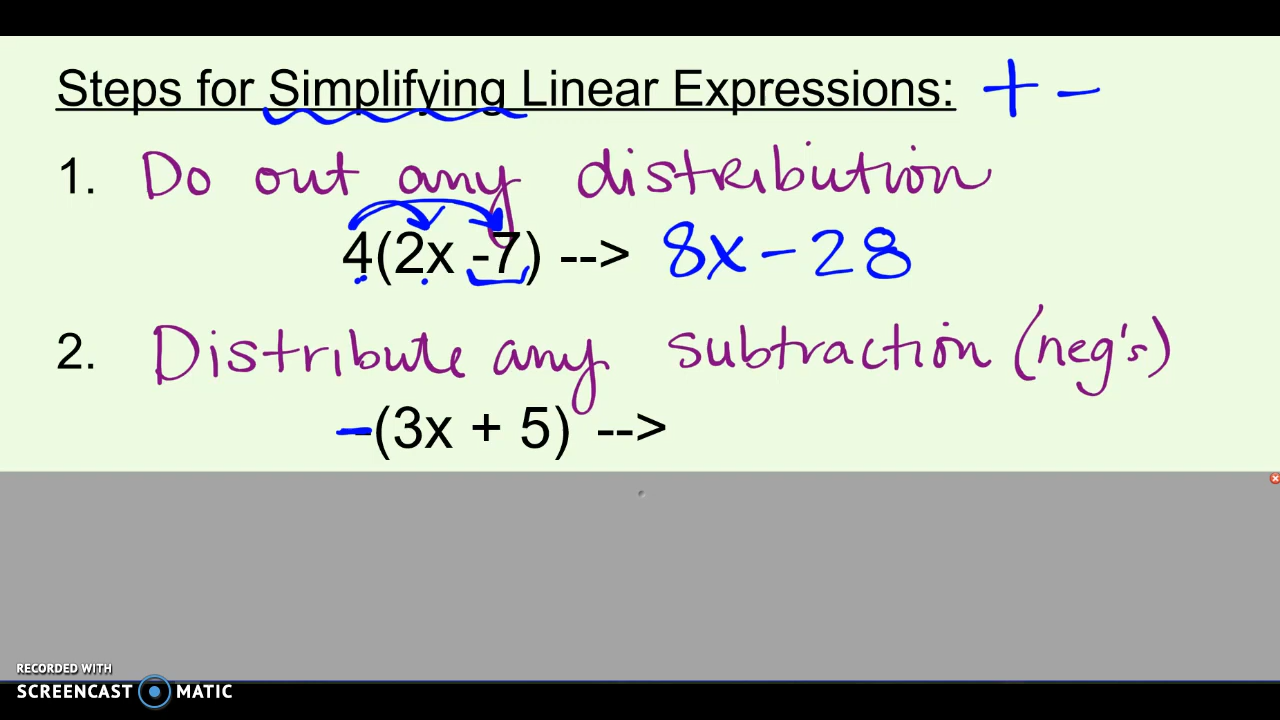 Steps for Simplifying Linear Expressions: + -
1. Do out any distribution
4(2x -7) --> 8x - 28
2. Distribute any subtraction (neg's)
-(3x + 5) -->
RECORDED WITH
SCREENCAST MATIC